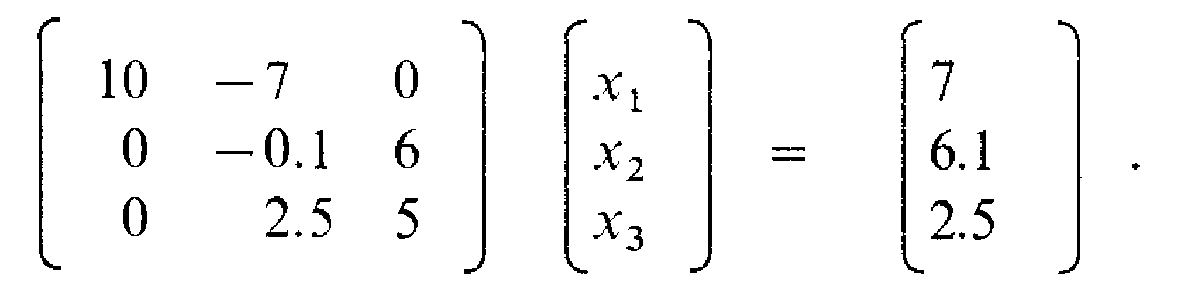 10 −7 0 x₁ 7
0 −0.1 6 x₂ = 6.1 .
0 2.5 5 x₃ 2.5